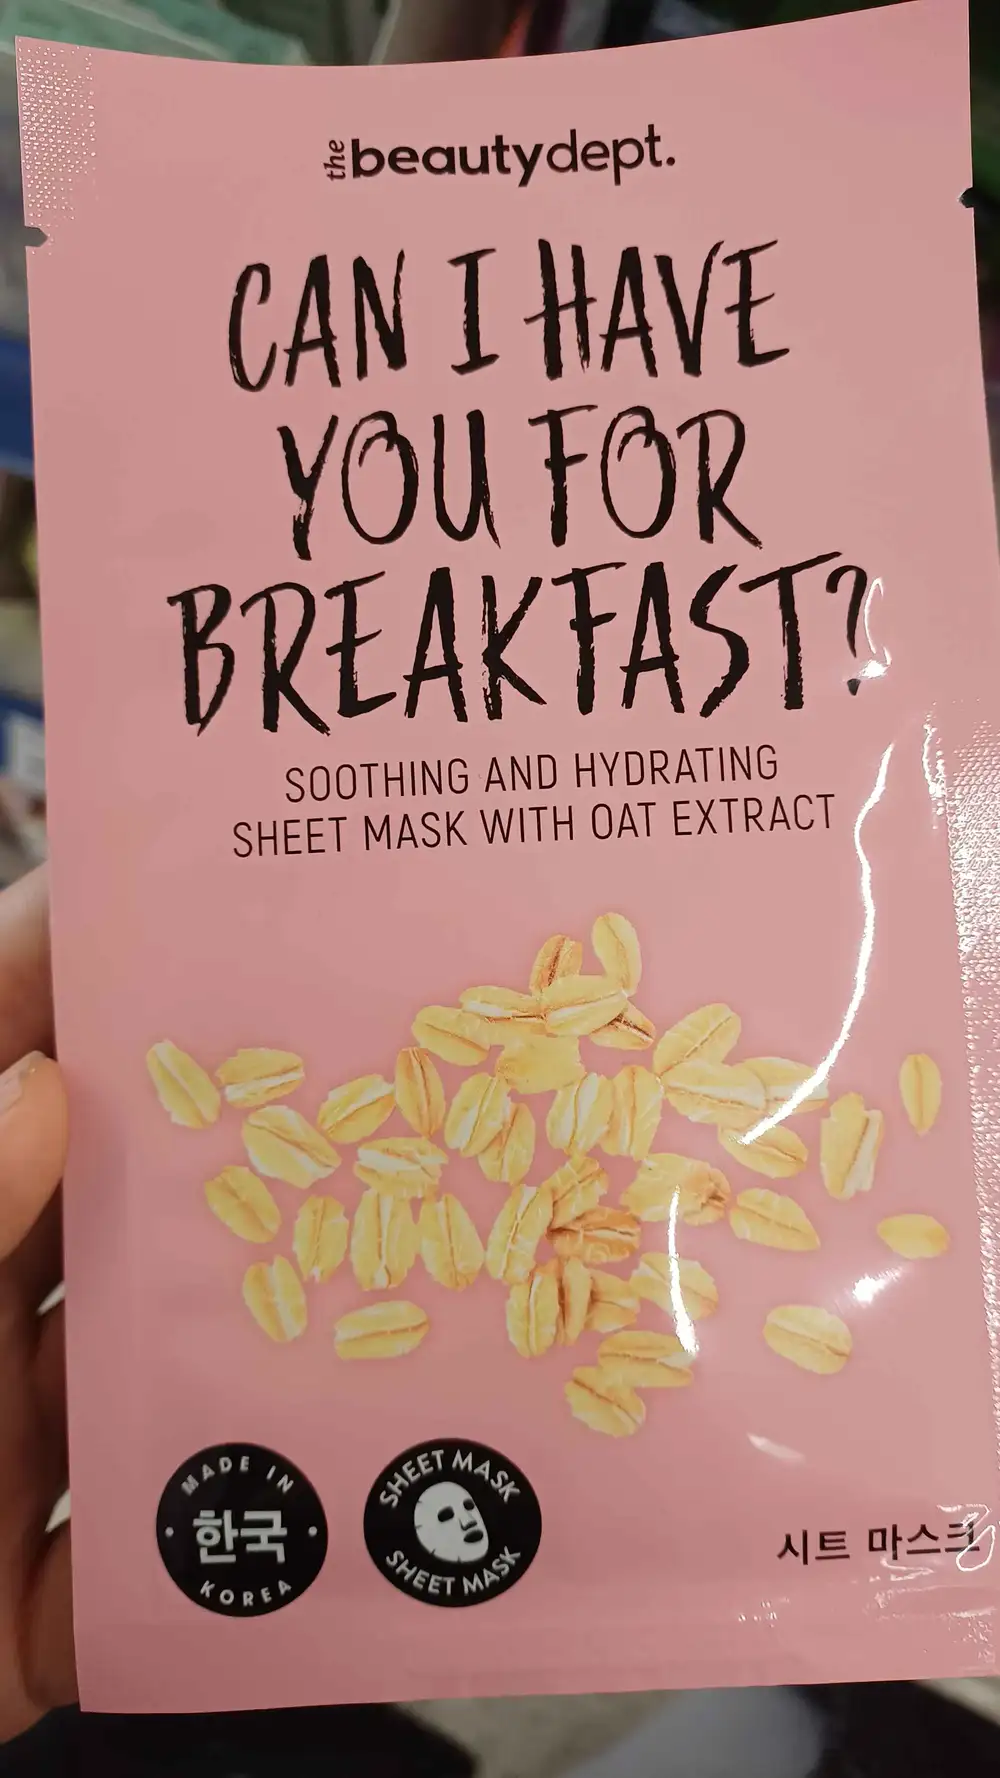 the beautydept.
CAN I HAVE
YOU FOR
BREAKFAST?
SOOTHING AND HYDRATING
SHEET MASK WITH OAT EXTRACT
MADE IN
한국
KOREA
SHEET MASK
SHEET MASK
시트 마스크